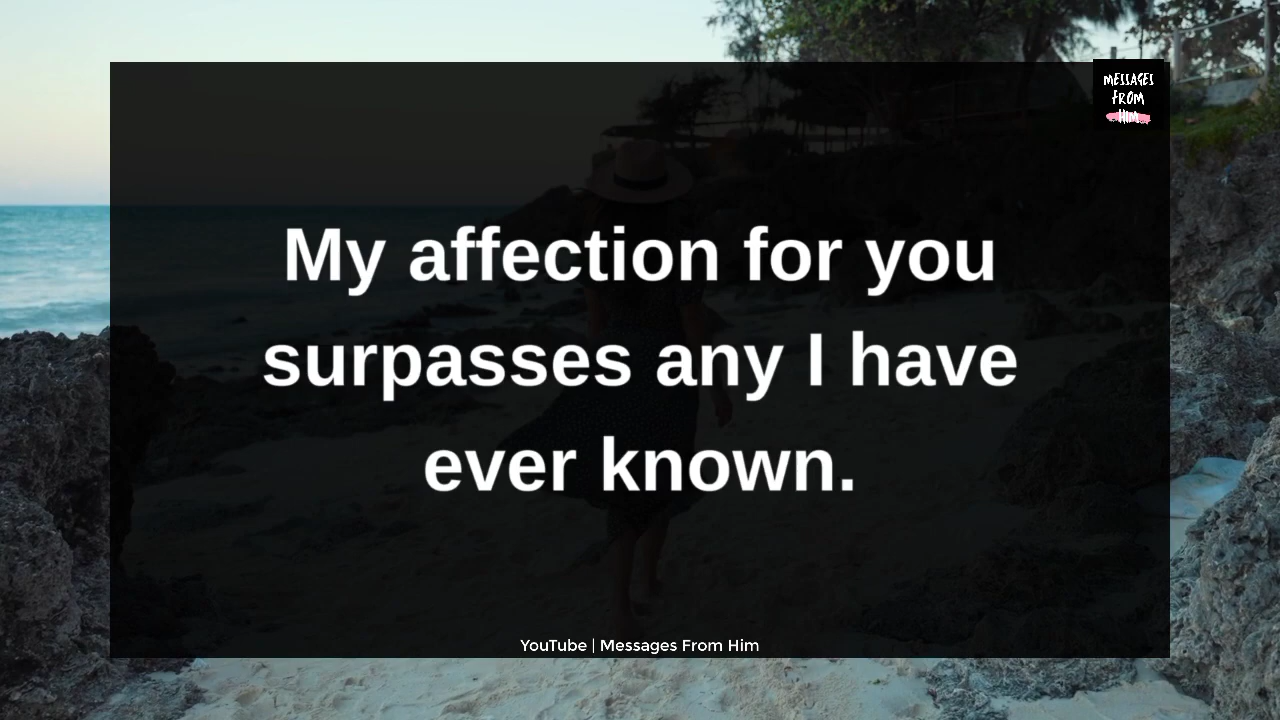 MESSAGES
FROM
HIM
My affection for you
surpasses any I have
ever known.
YouTube | Messages From Him